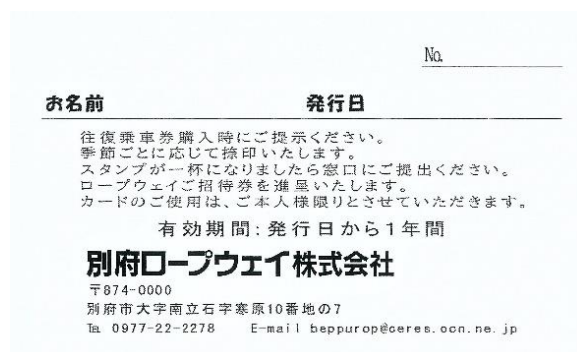 No.
お名前 発行日
往復乗車券購入時にご提示ください。
季節ごとに応じて捺印いたします。
スタンプが一杯になりましたら窓口にご提出ください。
ロープウェイご招待券を進呈いたします。
カードのご使用は、ご本人様限りとさせていただきます。
有効期間:発行日から1年間
別府ロープウェイ株式会社
〒874-0000
別府市大字南立石字寒原10番地の7
℡ 0977-22-2278 E-mail beppurop@ceres.ocn.ne.jp